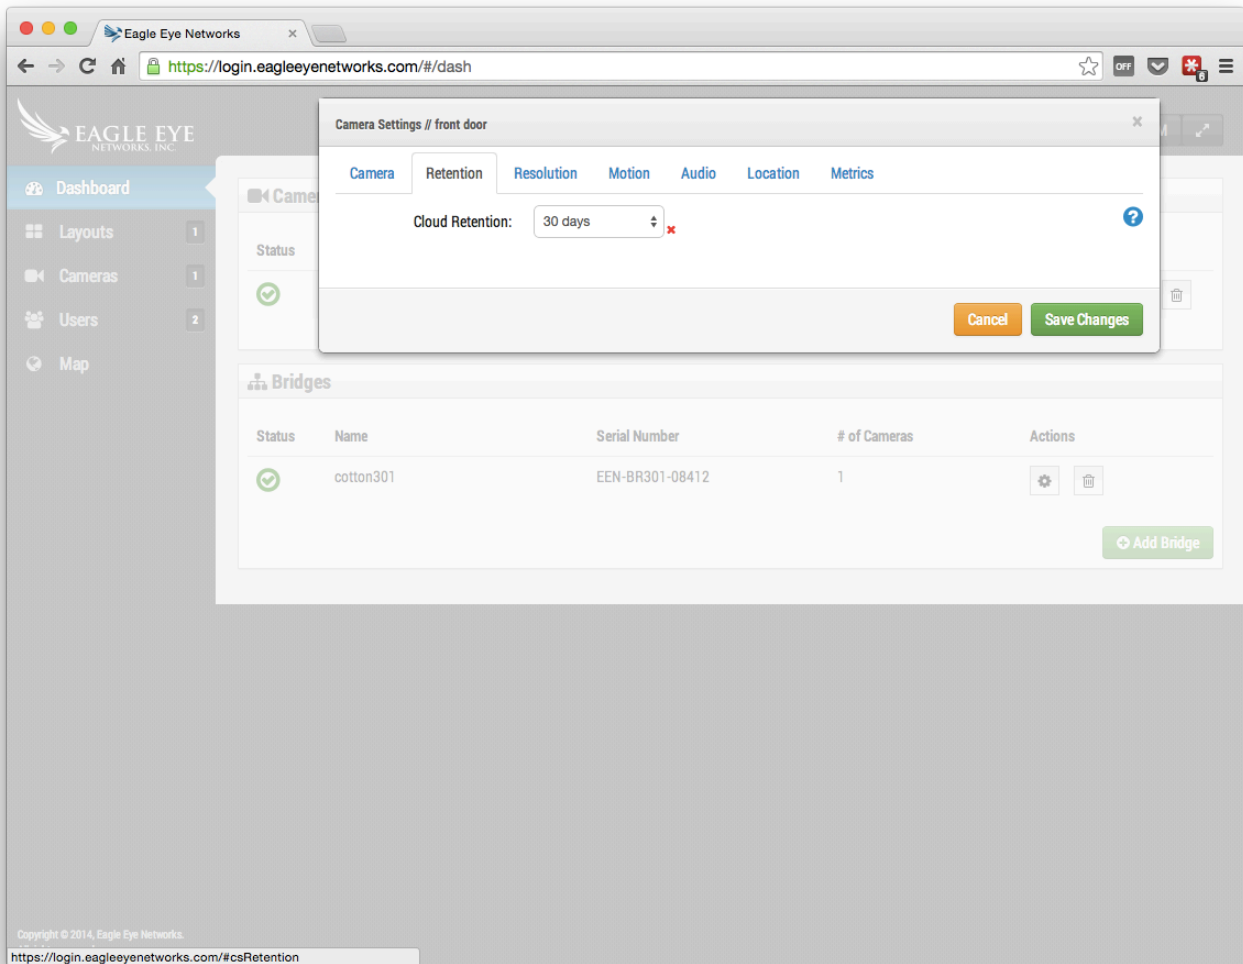 Eagle Eye Networks
https://login.eagleeyenetworks.com/#/dash
OFF
6
EAGLE EYE
NETWORKS, INC.
Camera Settings // front door
M
Dashboard
Layouts 1
Cameras 1
Users 2
Map
Camera Retention Resolution Motion Audio Location Metrics
Cloud Retention: 30 days
?
Came
Status
Cancel Save Changes
Bridges
Status Name Serial Number # of Cameras Actions
cotton301 EEN-BR301-08412 1
Add Bridge
Copyright © 2014, Eagle Eye Networks.
https://login.eagleeyenetworks.com/#csRetention